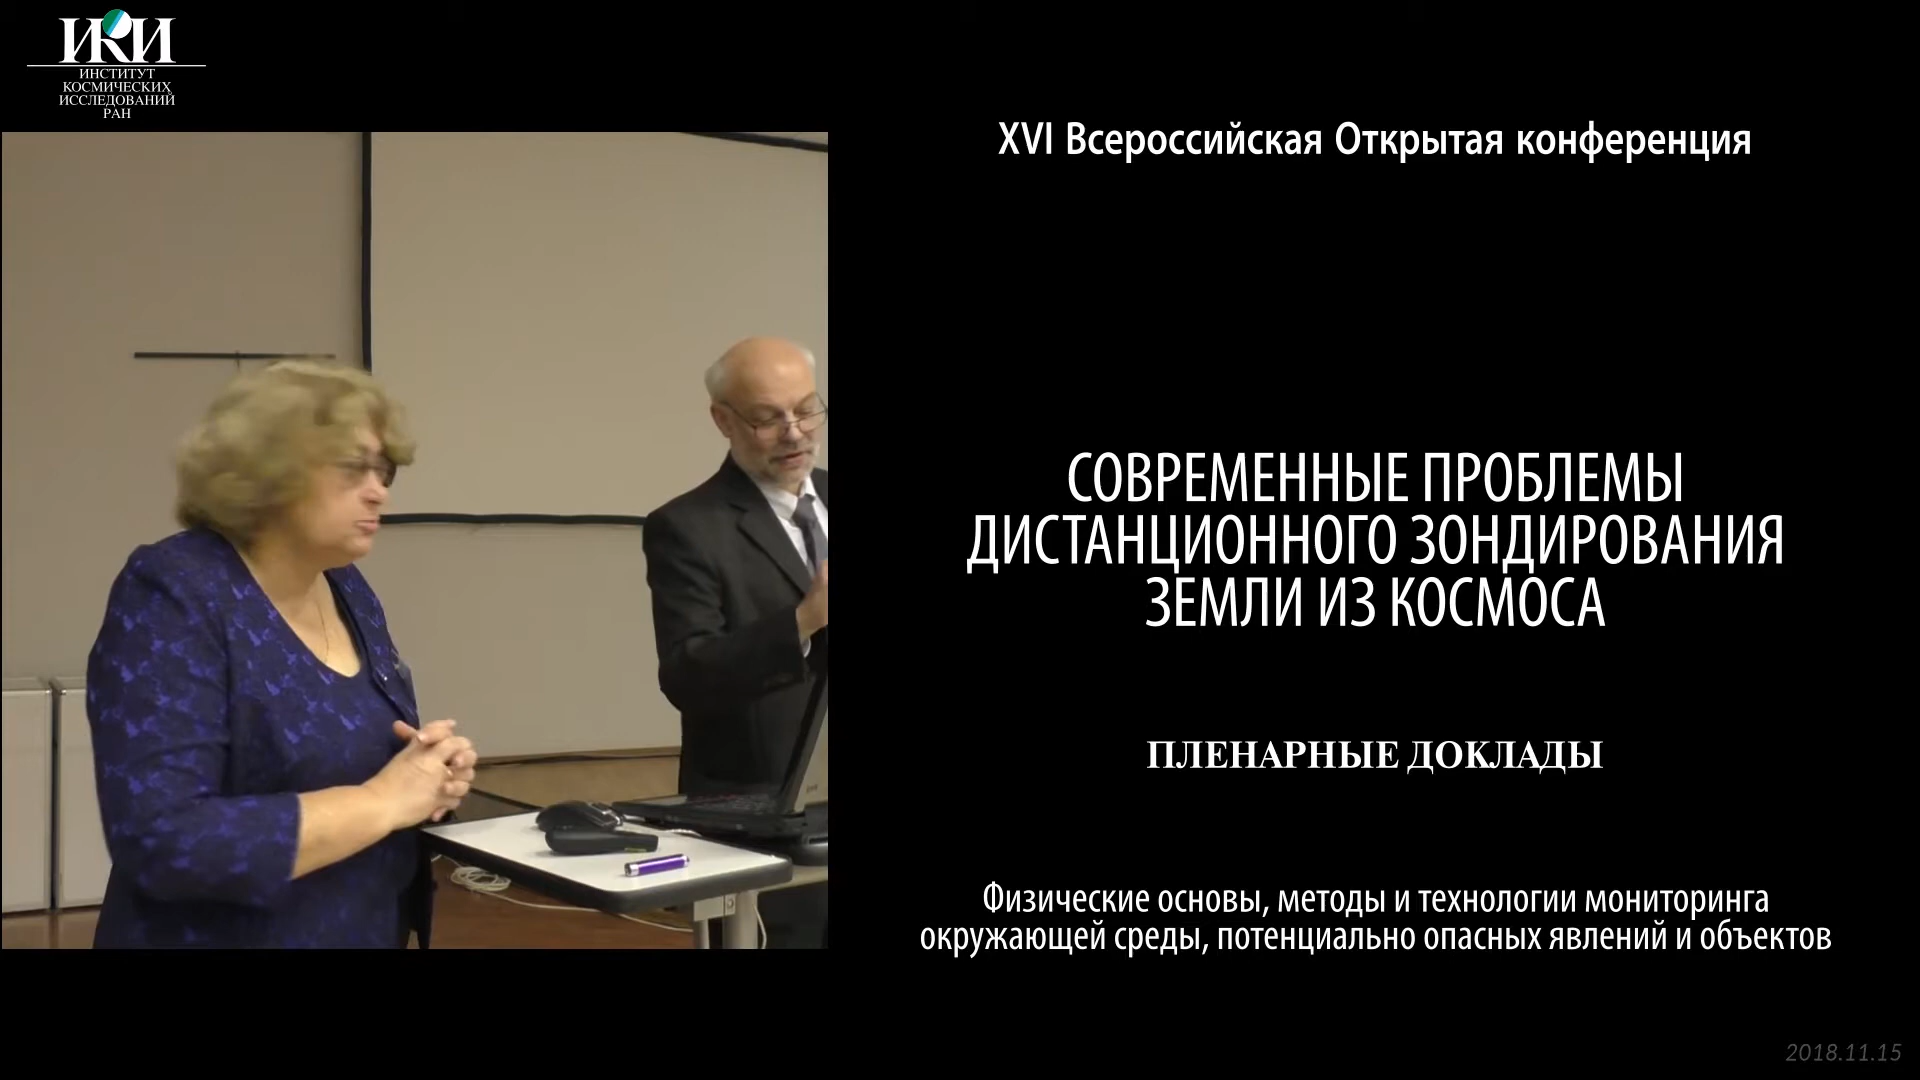 ИКИ
ИНСТИТУТ
КОСМИЧЕСКИХ
ИССЛЕДОВАНИЙ
РАН
XVI Всероссийская Открытая конференция
СОВРЕМЕННЫЕ ПРОБЛЕМЫ
ДИСТАНЦИОННОГО ЗОНДИРОВАНИЯ
ЗЕМЛИ ИЗ КОСМОСА
ПЛЕНАРНЫЕ ДОКЛАДЫ
Физические основы, методы и технологии мониторинга
окружающей среды, потенциально опасных явлений и объектов
2018.11.15